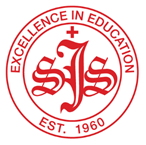 EXCELLENCE IN EDUCATION
SJS
EST. 1960